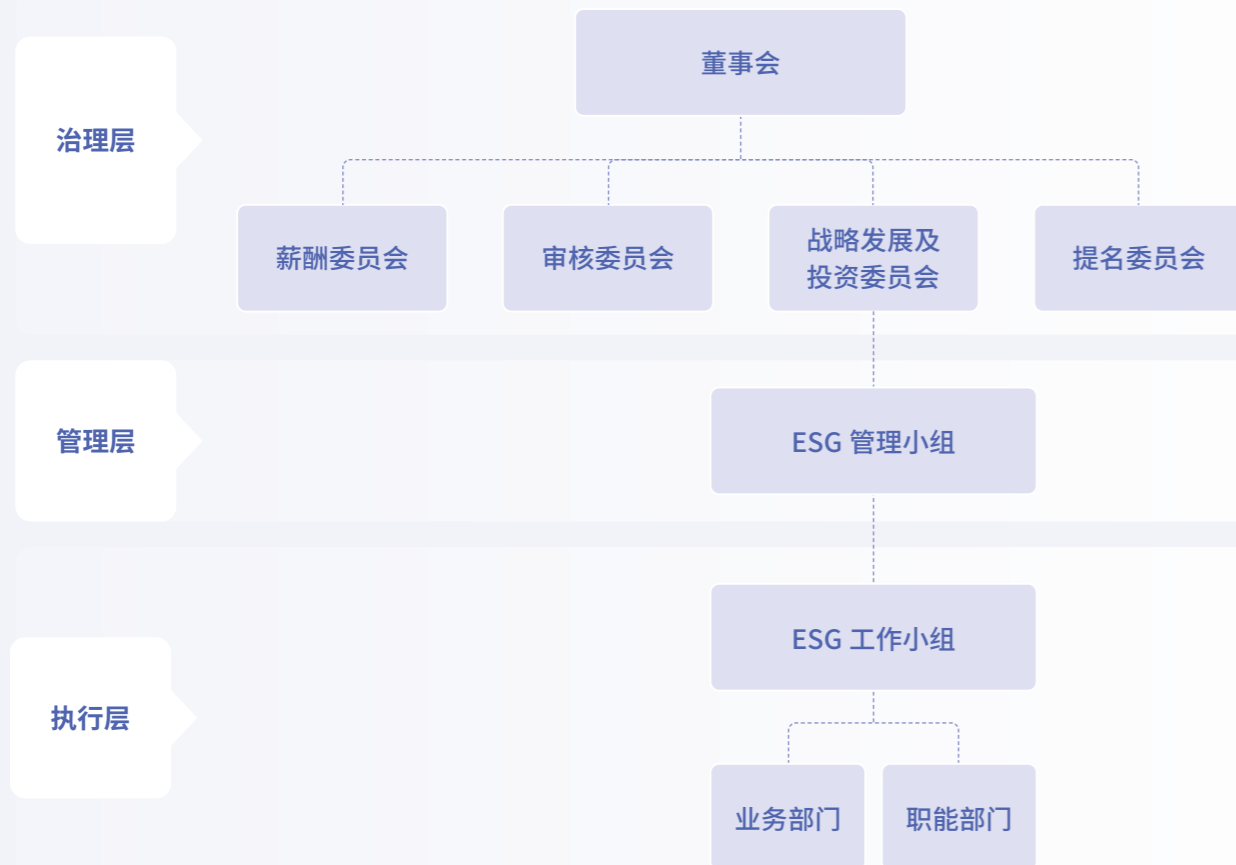 董事会
治理层
薪酬委员会
审核委员会
战略发展及
投资委员会
提名委员会
管理层
ESG 管理小组
ESG 工作小组
执行层
业务部门
职能部门